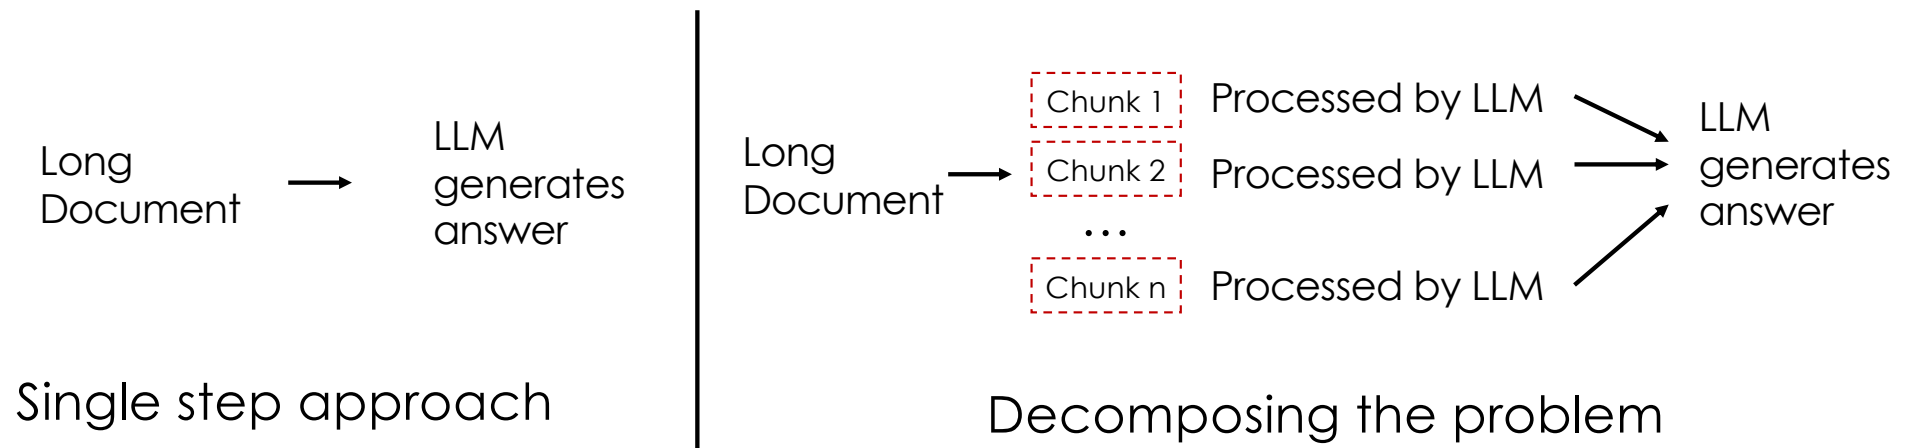 Long
Document
LLM
generates
answer
Single step approach
Long
Document
Chunk 1
Processed by LLM
Chunk 2
Processed by LLM
...
Chunk n
Processed by LLM
LLM
generates
answer
Decomposing the problem